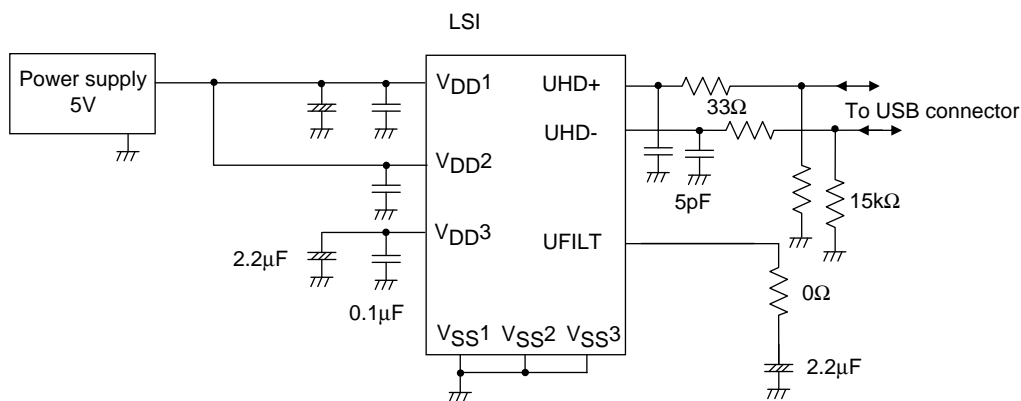 LSI
Power supply
5V
VDD1
VDD2
VDD3
2.2μF
0.1μF
VSS1
VSS2
VSS3
UHD+
UHD-
UFILT
33Ω
To USB connector
5pF
15kΩ
0Ω
2.2μF